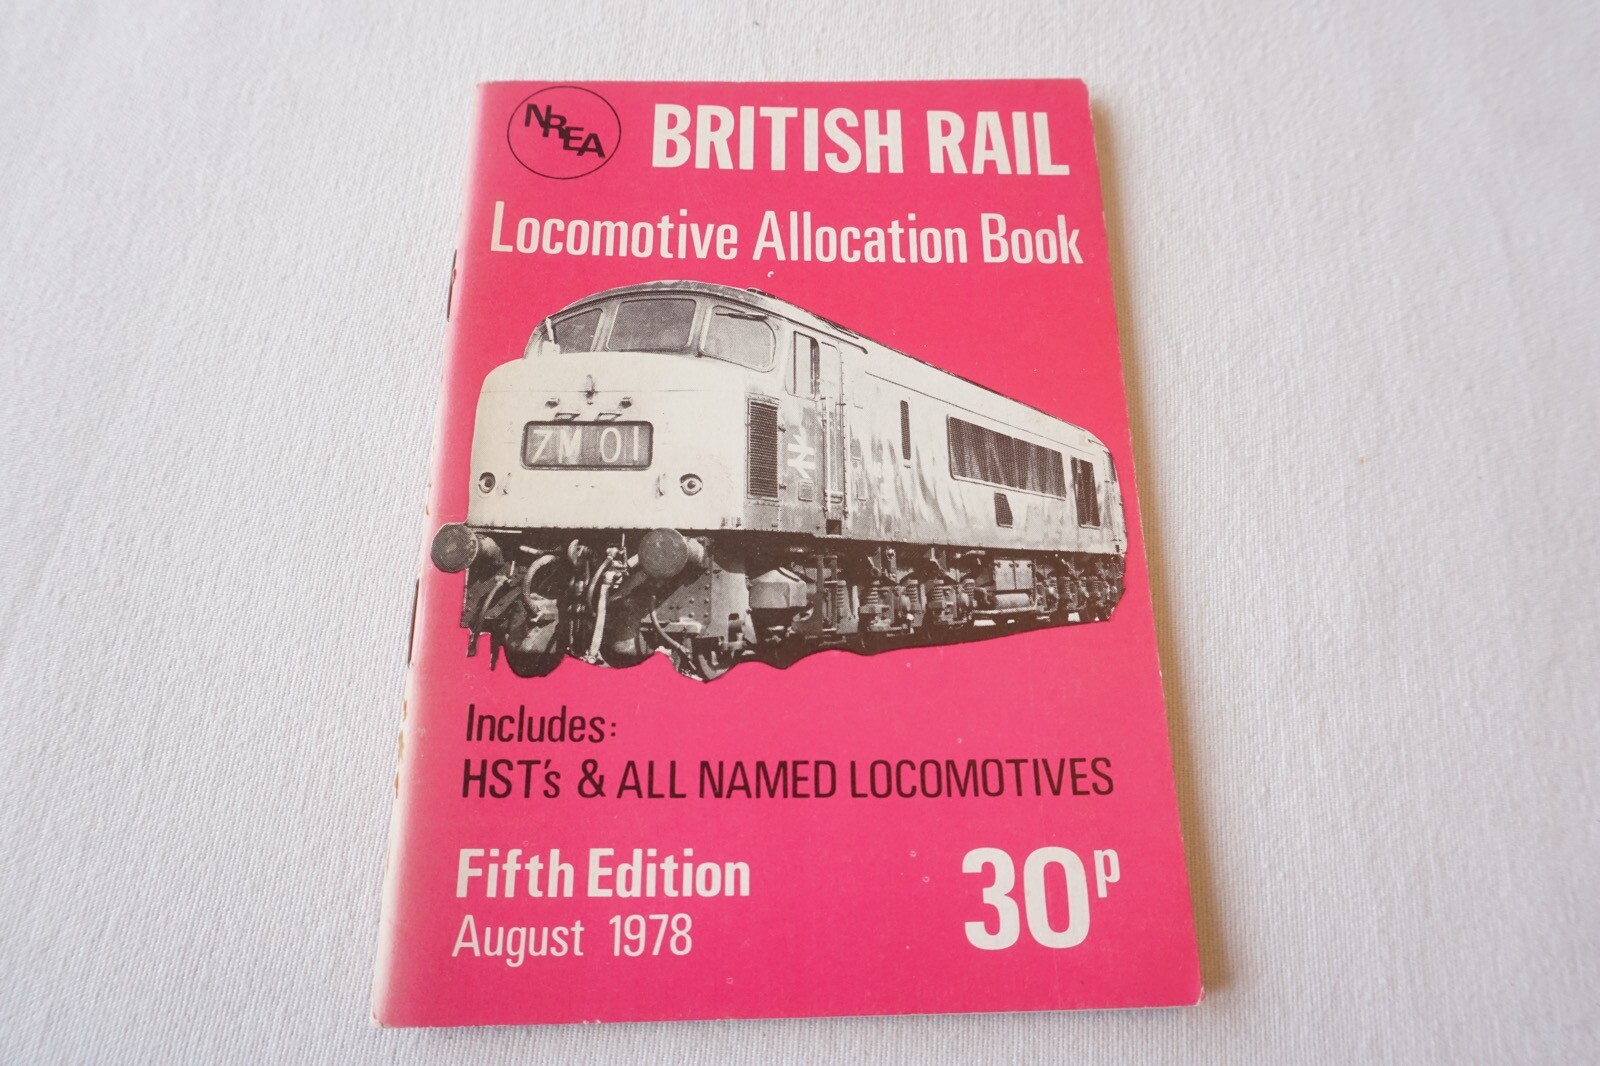 NREA
BRITISH RAIL
Locomotive Allocation Book
ZM 01
Includes:
HST's & ALL NAMED LOCOMOTIVES
Fifth Edition
30p
August 1978